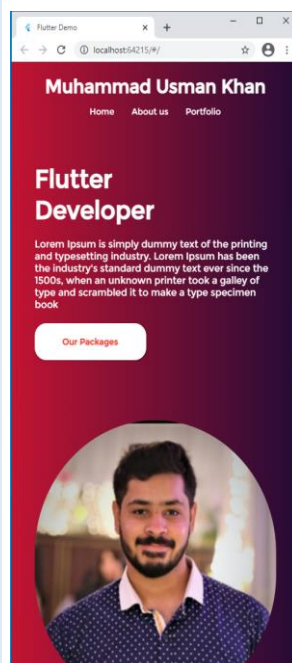 Flutter Demo
localhost:64215/#/
Muhammad Usman Khan
Home About us Portfolio
Flutter
Developer
Lorem Ipsum is simply dummy text of the printing
and typesetting industry. Lorem Ipsum has been
the industry's standard dummy text ever since the
1500s, when an unknown printer took a galley of
type and scrambled it to make a type specimen
book
Our Packages